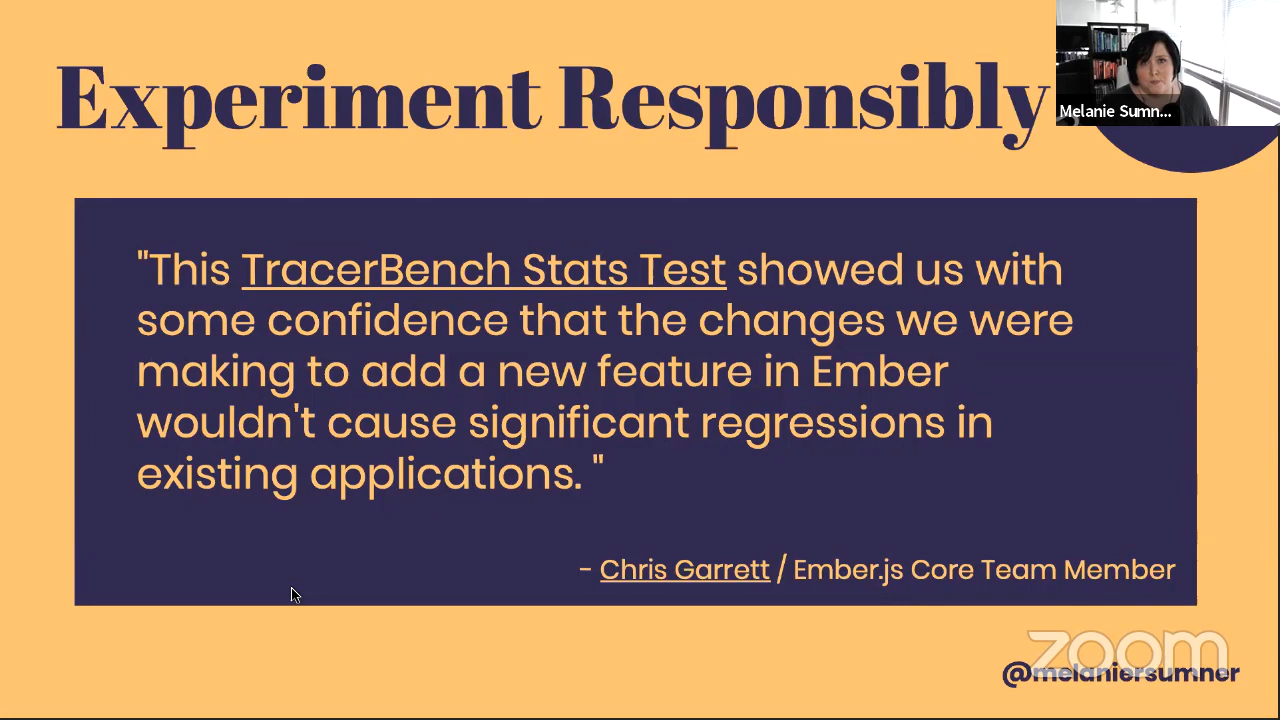 Experiment Responsibly
Melanie Sumn...
"This TracerBench Stats Test showed us with
some confidence that the changes we were
making to add a new feature in Ember
wouldn't cause significant regressions in
existing applications. "
- Chris Garrett / Ember.js Core Team Member
zoom
@melaniersumner